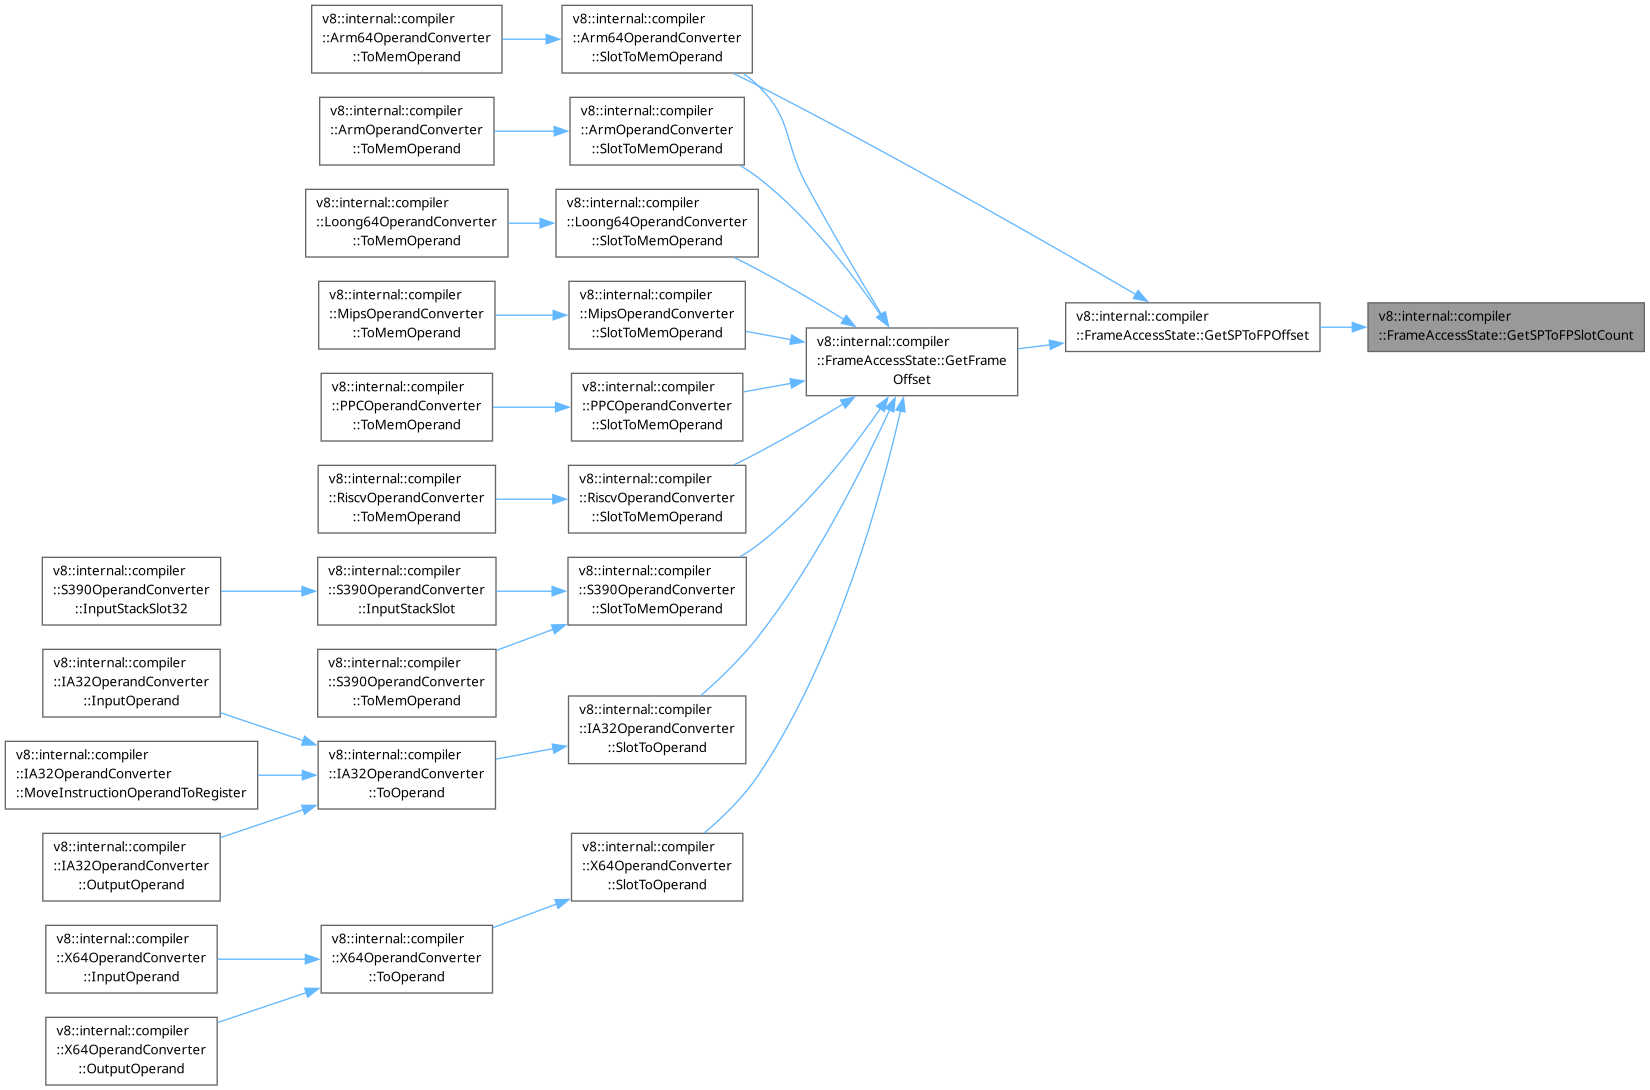 v8::internal::compiler
::Arm64OperandConverter
::ToMemOperand
v8::internal::compiler
::Arm64OperandConverter
::SlotToMemOperand
v8::internal::compiler
::ArmOperandConverter
::ToMemOperand
v8::internal::compiler
::ArmOperandConverter
::SlotToMemOperand
v8::internal::compiler
::Loong64OperandConverter
::ToMemOperand
v8::internal::compiler
::Loong64OperandConverter
::SlotToMemOperand
v8::internal::compiler
::MipsOperandConverter
::ToMemOperand
v8::internal::compiler
::MipsOperandConverter
::SlotToMemOperand
v8::internal::compiler
::FrameAccessState::GetFrame
Offset
v8::internal::compiler
::FrameAccessState::GetSPToFPOffset
v8::internal::compiler
::FrameAccessState::GetSPToFPSlotCount
v8::internal::compiler
::PPCOperandConverter
::ToMemOperand
v8::internal::compiler
::PPCOperandConverter
::SlotToMemOperand
v8::internal::compiler
::RiscvOperandConverter
::ToMemOperand
v8::internal::compiler
::RiscvOperandConverter
::SlotToMemOperand
v8::internal::compiler
::S390OperandConverter
::InputStackSlot32
v8::internal::compiler
::S390OperandConverter
::InputStackSlot
v8::internal::compiler
::S390OperandConverter
::SlotToMemOperand
v8::internal::compiler
::IA32OperandConverter
::InputOperand
v8::internal::compiler
::S390OperandConverter
::ToMemOperand
v8::internal::compiler
::IA32OperandConverter
::SlotToOperand
v8::internal::compiler
::IA32OperandConverter
::MoveInstructionOperandToRegister
v8::internal::compiler
::IA32OperandConverter
::ToOperand
v8::internal::compiler
::IA32OperandConverter
::OutputOperand
v8::internal::compiler
::X64OperandConverter
::SlotToOperand
v8::internal::compiler
::X64OperandConverter
::InputOperand
v8::internal::compiler
::X64OperandConverter
::ToOperand
v8::internal::compiler
::X64OperandConverter
::OutputOperand